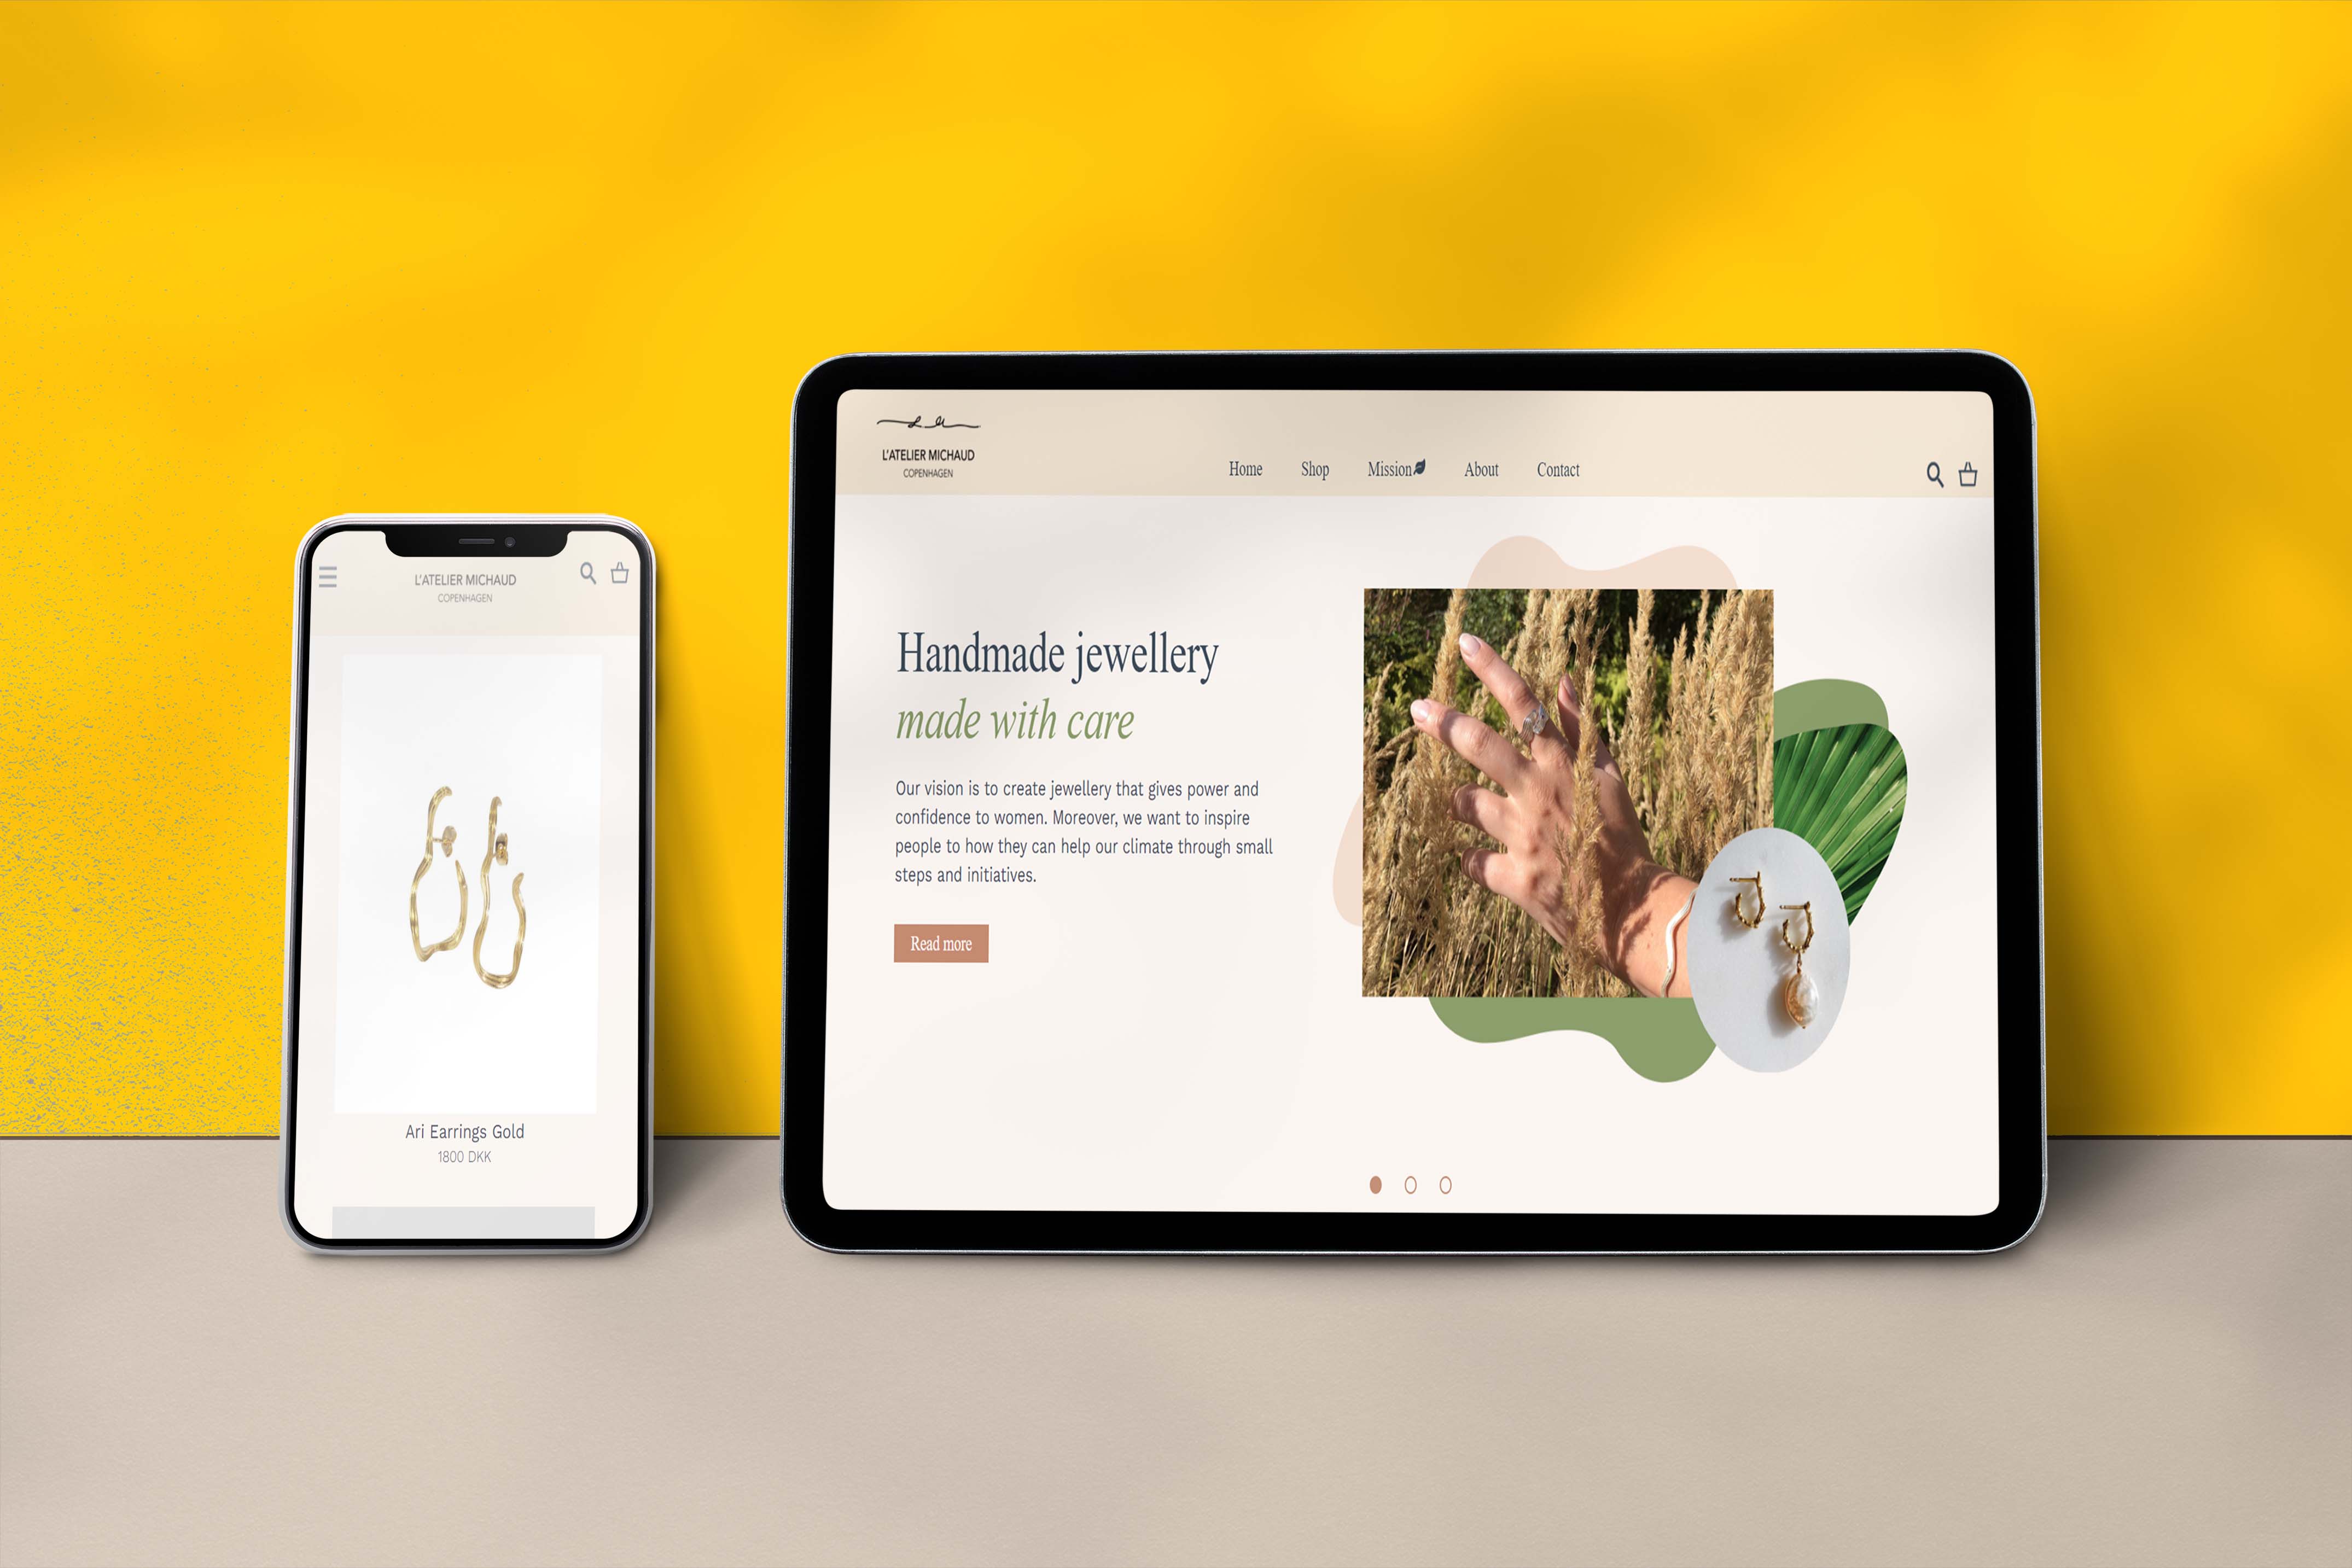 L'ATELIER MICHAUD
COPENHAGEN
Ari Earrings Gold
1800 DKK
L'ATELIER MICHAUD
COPENHAGEN
Home Shop Mission About Contact
Handmade jewellery
made with care
Our vision is to create jewellery that gives power and
confidence to women. Moreover, we want to inspire
people to how they can help our climate through small
steps and initiatives.
Read more